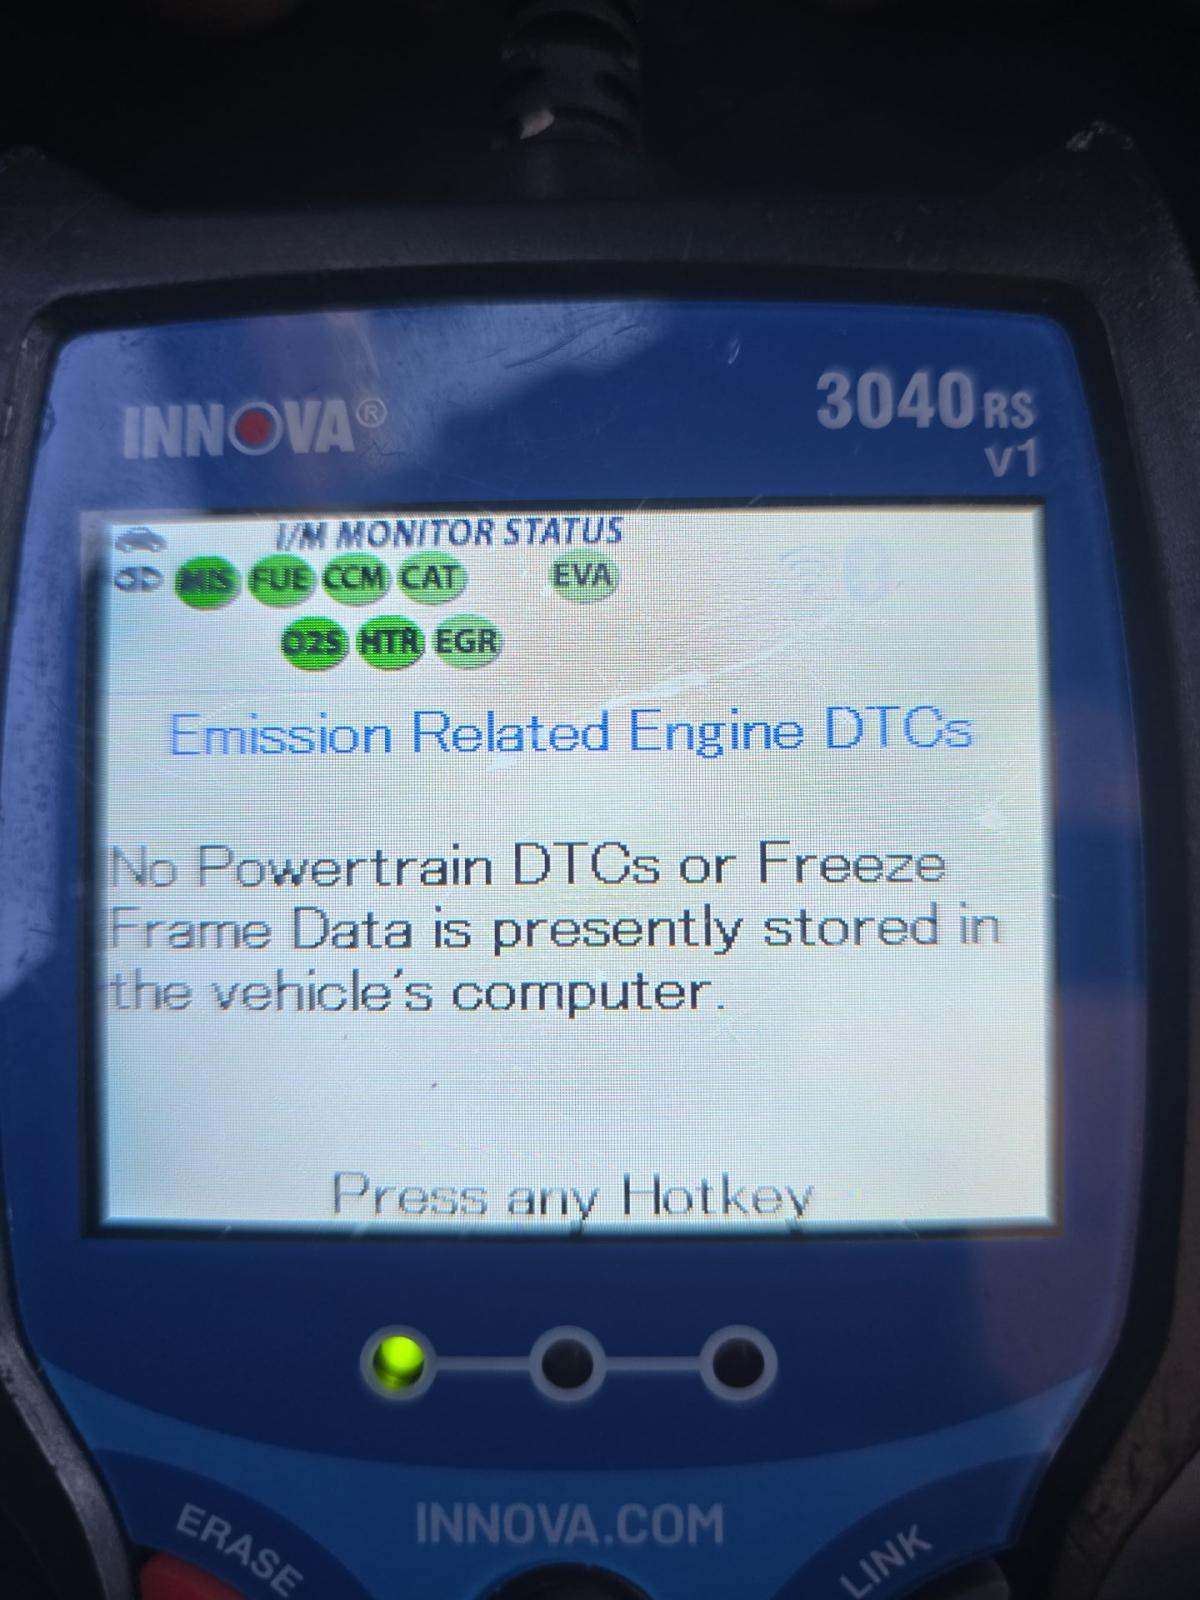 INNOVA®
3040RS
v1
I/M MONITOR STATUS
MIS FUE CCM CAT EVA
O2S HTR EGR
Emission Related Engine DTCs
No Powertrain DTCs or Freeze
Frame Data is presently stored in
the vehicle's computer.
Press any Hotkey
INNOVA.COM
ERASE
LINK